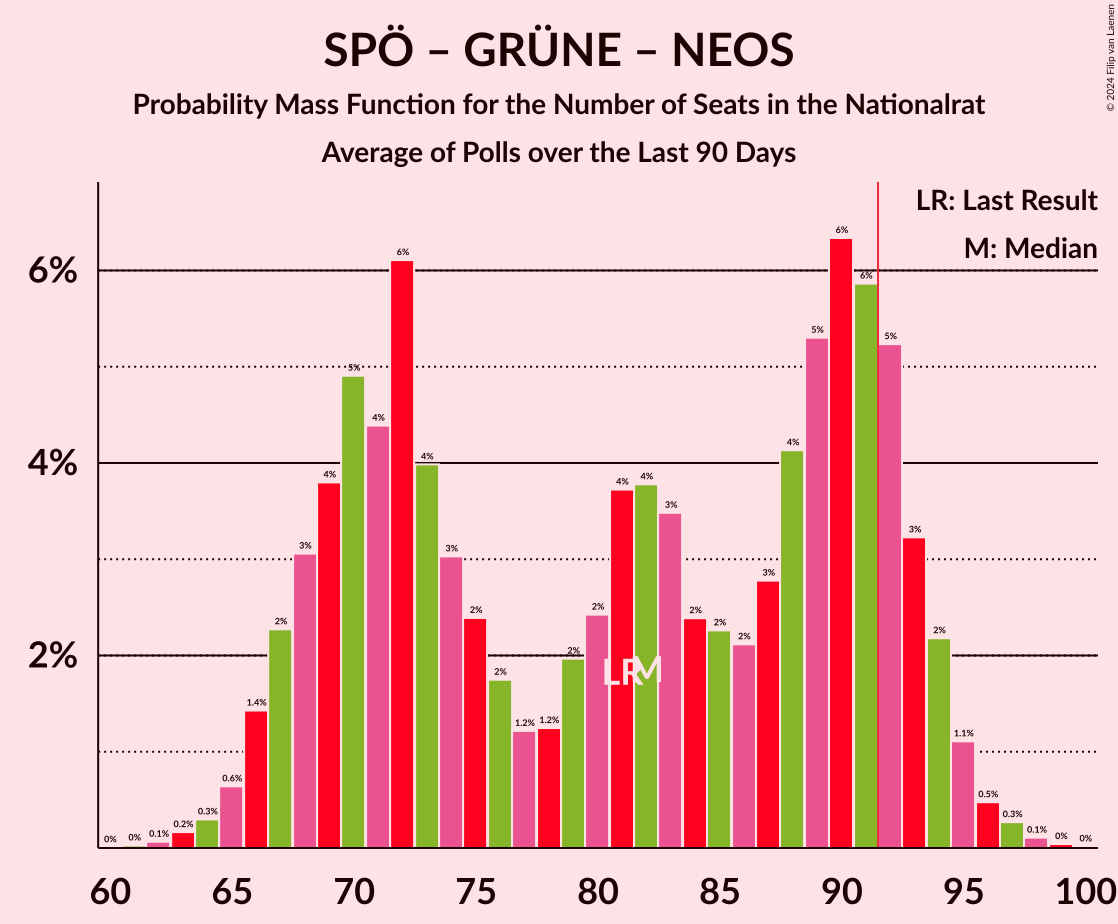 SPÖ – GRÜNE – NEOS
Probability Mass Function for the Number of Seats in the Nationalrat
Average of Polls over the Last 90 Days
© 2024 Filip van Laenen
LR: Last Result
M: Median
6%
4%
2%
0% 0% 0.1% 0.2% 0.3% 0.6% 1.4% 2% 3% 4% 5% 4% 6% 4% 3% 2% 2% 1.2% 1.2% 2% 2% 4% 4% 3% 2% 2% 2% 3% 4% 5% 6% 6% 5% 3% 2% 1.1% 0.5% 0.3% 0.1% 0% 0%
LR M
60 65 70 75 80 85 90 95 100